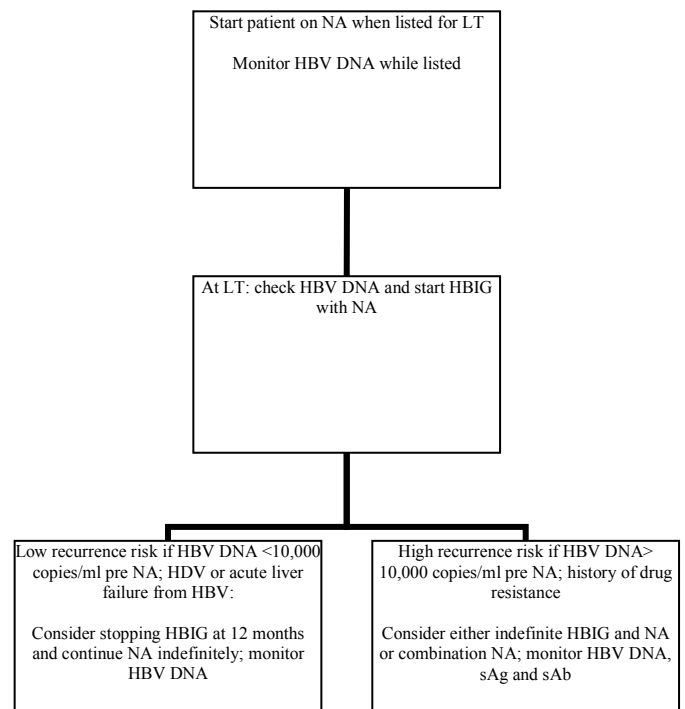 Start patient on NA when listed for LT
Monitor HBV DNA while listed
At LT: check HBV DNA and start HBIG
with NA
Low recurrence risk if HBV DNA <10,000
copies/ml pre NA; HDV or acute liver
failure from HBV:
Consider stopping HBIG at 12 months
and continue NA indefinitely; monitor
HBV DNA
High recurrence risk if HBV DNA>
10,000 copies/ml pre NA; history of drug
resistance
Consider either indefinite HBIG and NA
or combination NA; monitor HBV DNA,
sAg and sAb